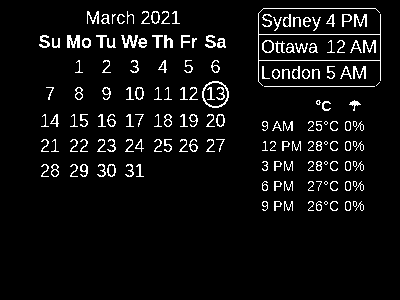 March 2021
Su Mo Tu We Th Fr Sa
1 2 3 4 5 6
7 8 9 10 11 12 13
14 15 16 17 18 19 20
21 22 23 24 25 26 27
28 29 30 31
Sydney 4 PM
Ottawa 12 AM
London 5 AM
°C ☂
9 AM 25°C 0%
12 PM 28°C 0%
3 PM 28°C 0%
6 PM 27°C 0%
9 PM 26°C 0%